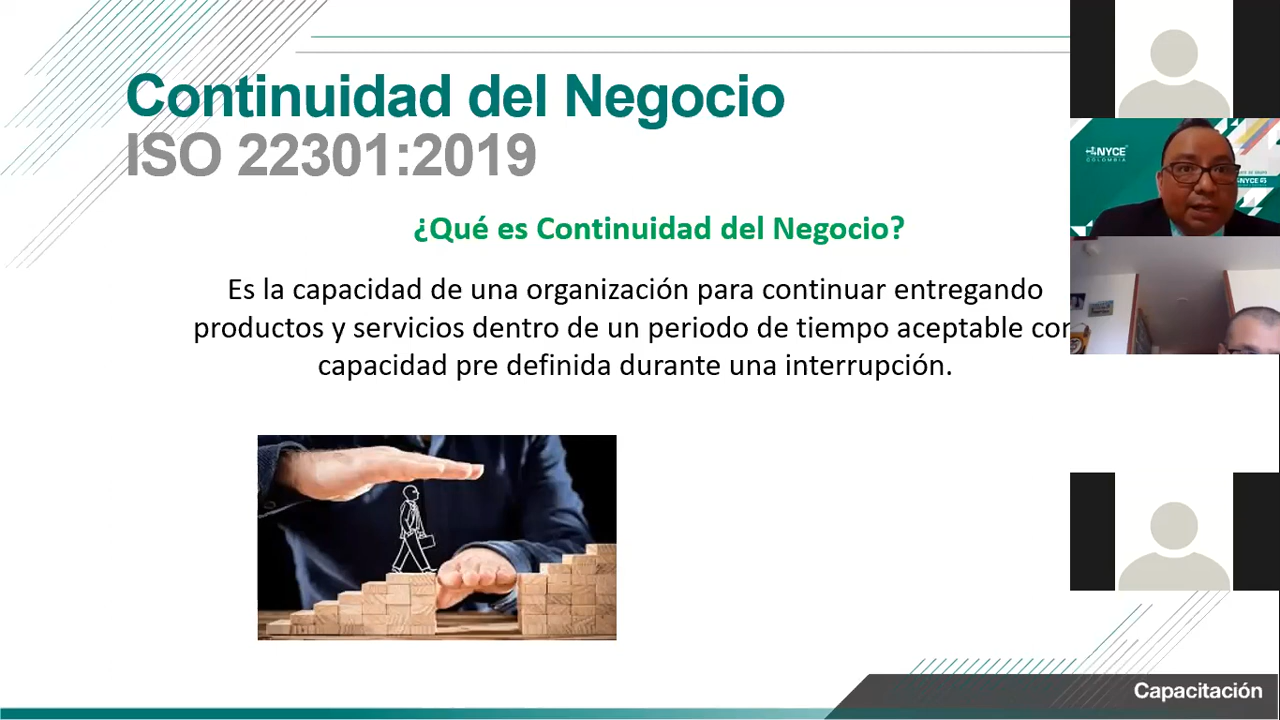 Continuidad del Negocio
ISO 22301:2019
¿Qué es Continuidad del Negocio?
Es la capacidad de una organización para continuar entregando
productos y servicios dentro de un periodo de tiempo aceptable con
capacidad pre definida durante una interrupción.
NYCE
COLOMBIA
NYCE
Capacitación